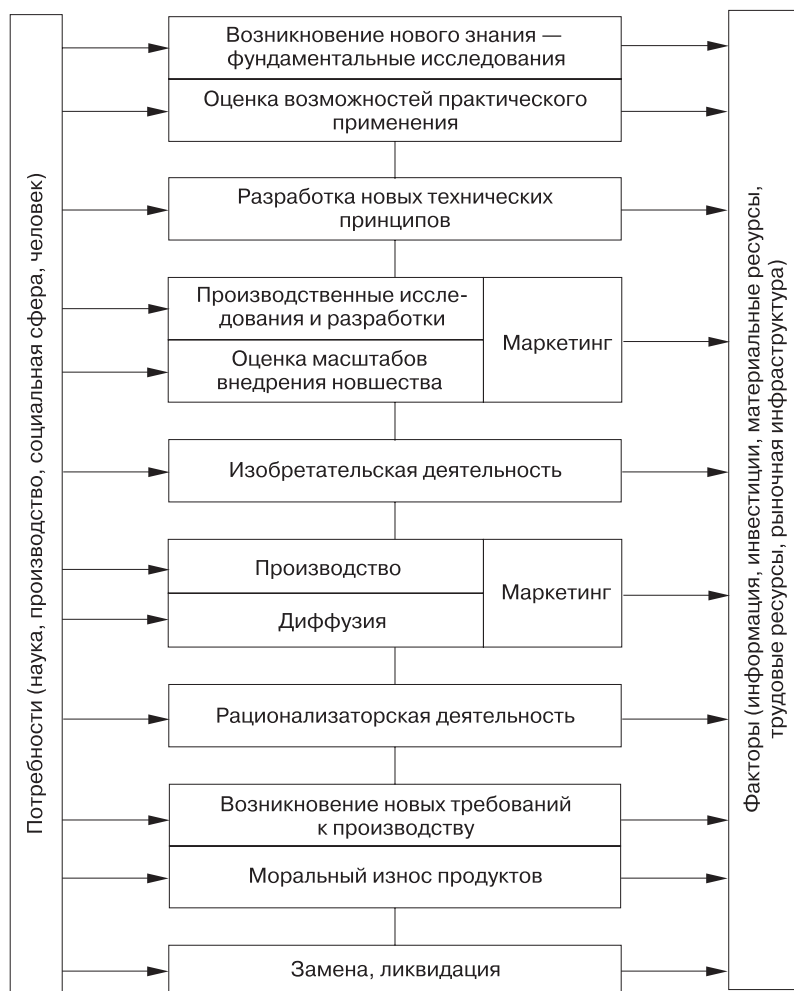 Потребности (наука, производство, социальная сфера, человек)
Возникновение нового знания —
фундаментальные исследования
Оценка возможностей практического
применения
Разработка новых технических
принципов
Производственные иссле-
дования и разработки
Оценка масштабов
внедрения новшества
Маркетинг
Изобретательская деятельность
Производство
Диффузия
Маркетинг
Рационализаторская деятельность
Возникновение новых требований
к производству
Моральный износ продуктов
Замена, ликвидация
Факторы (информация, инвестиции, материальные ресурсы,
трудовые ресурсы, рыночная инфраструктура)